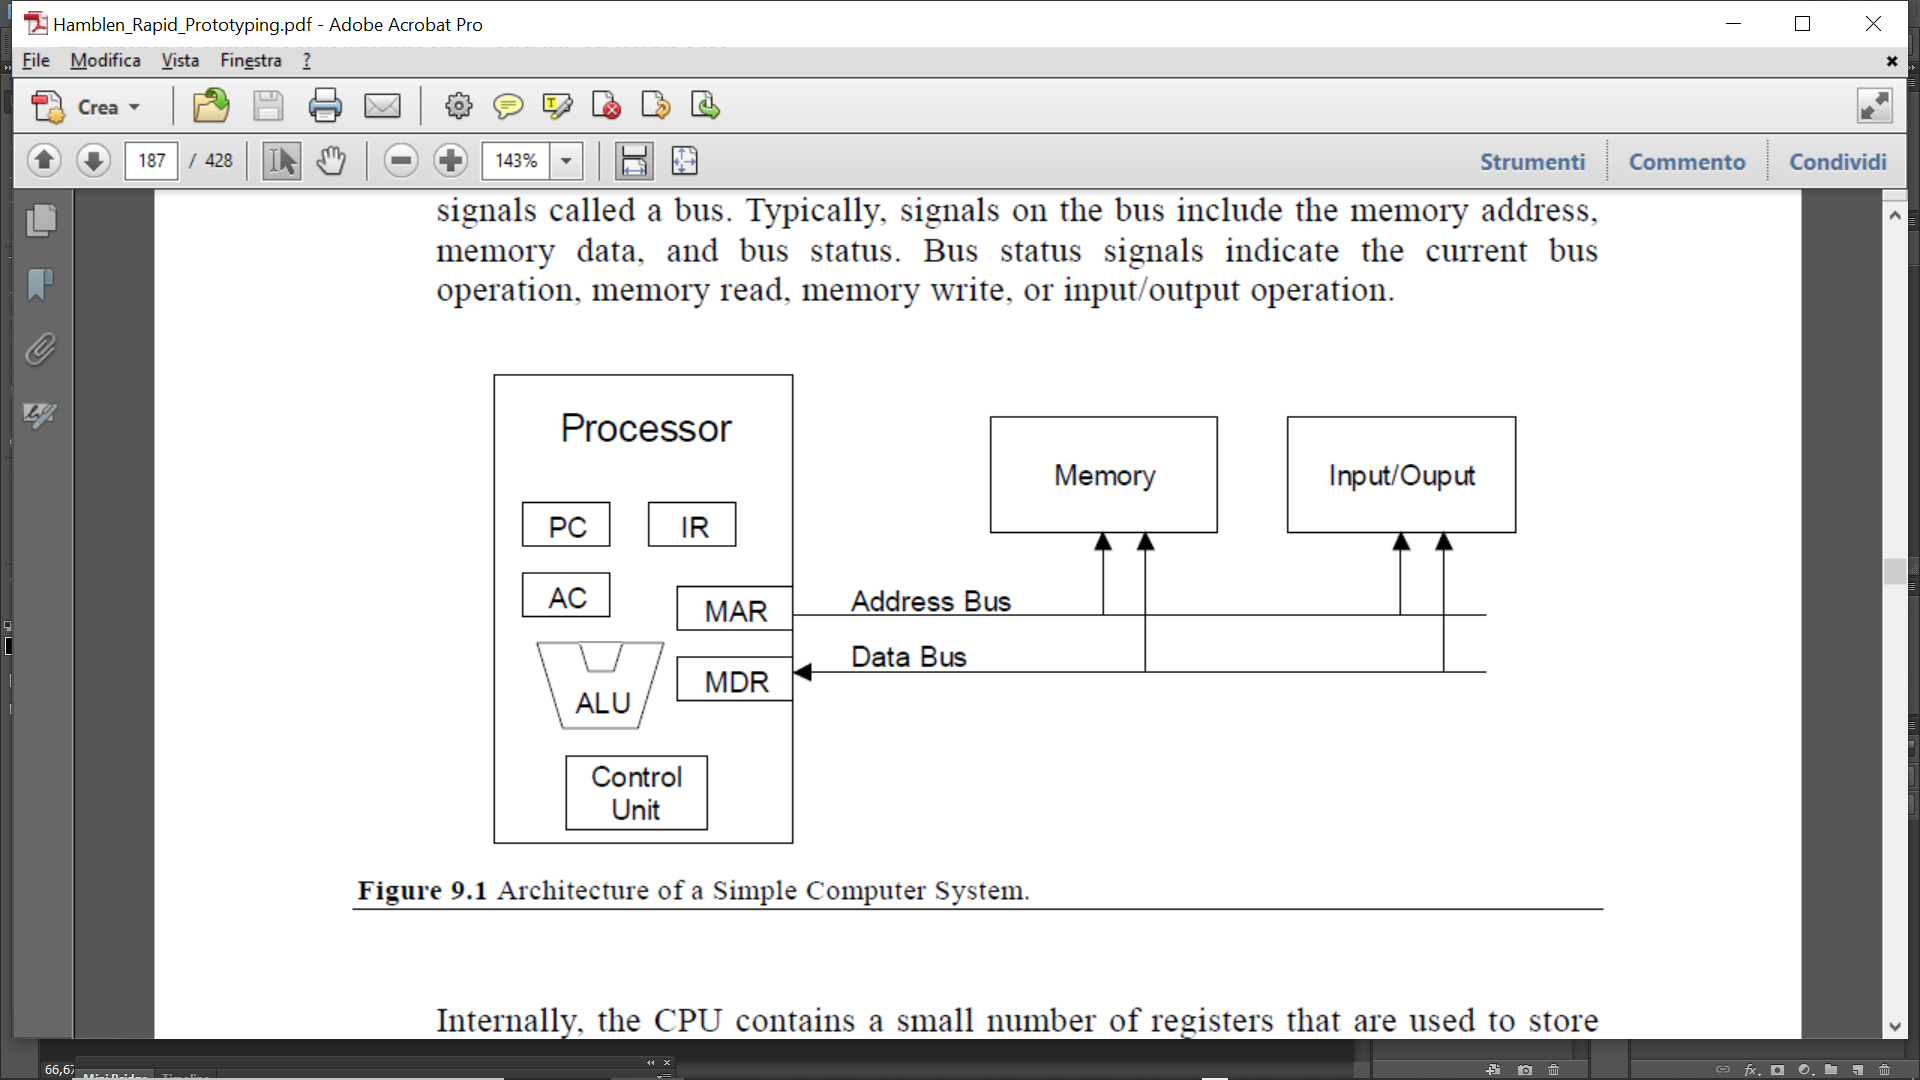 Hamblen_Rapid_Prototyping.pdf - Adobe Acrobat Pro
File Modifica Vista Finestra ?
Crea
187 / 428 143% Strumenti Commento Condividi
signals called a bus. Typically, signals on the bus include the memory address,
memory data, and bus status. Bus status signals indicate the current bus
operation, memory read, memory write, or input/output operation.
Processor
PC IR
AC
MAR
MDR
ALU
Control
Unit
Address Bus
Data Bus
Memory
Input/Ouput
Figure 9.1 Architecture of a Simple Computer System.
Internally, the CPU contains a small number of registers that are used to store
66,67
Mini Bridge Timeline
fx